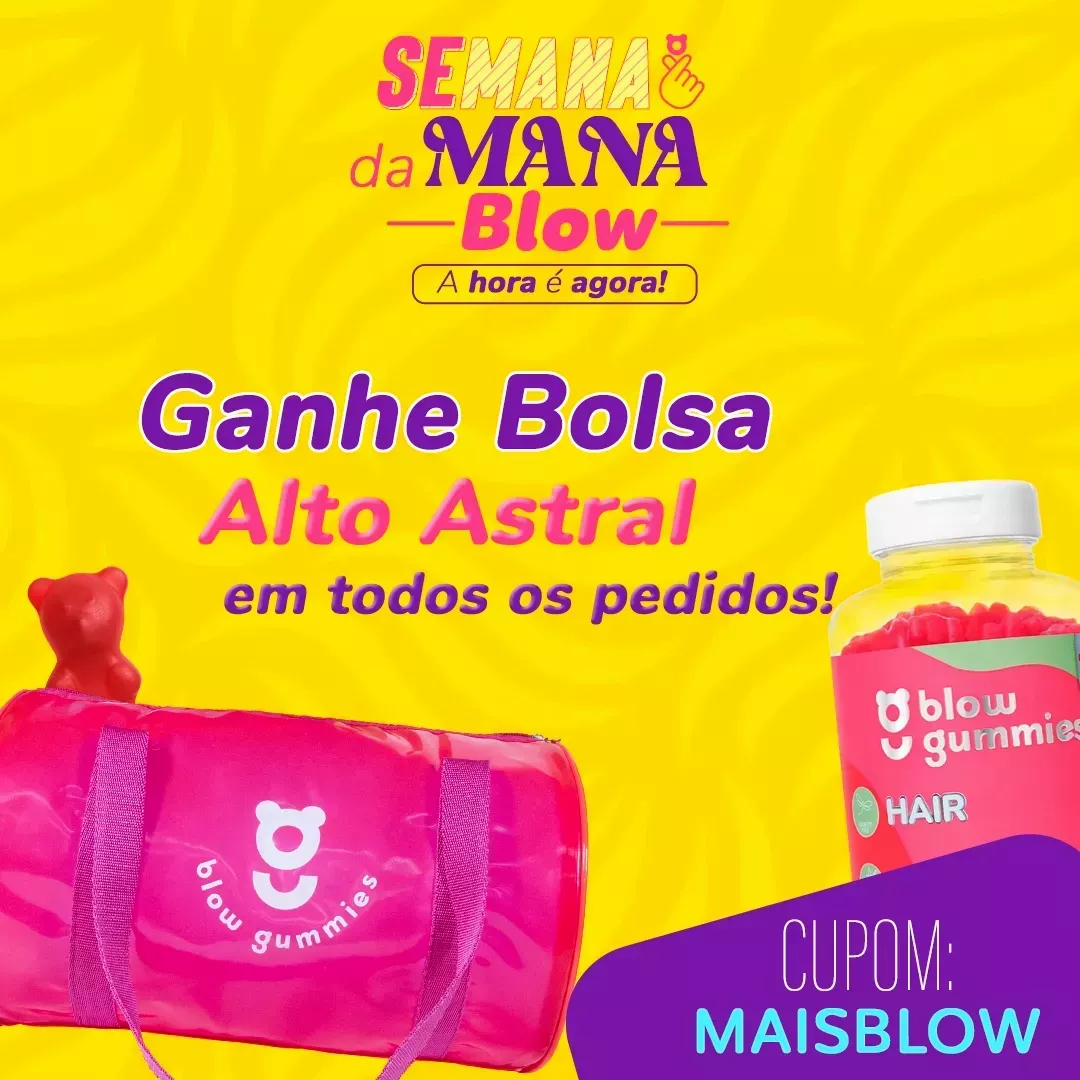 SEMANA
da MANA
Blow
A hora é agora!
Ganhe Bolsa
Alto Astral
em todos os pedidos!
blow
gummies
HAIR
blow gummies
CUPOM:
MAISBLOW